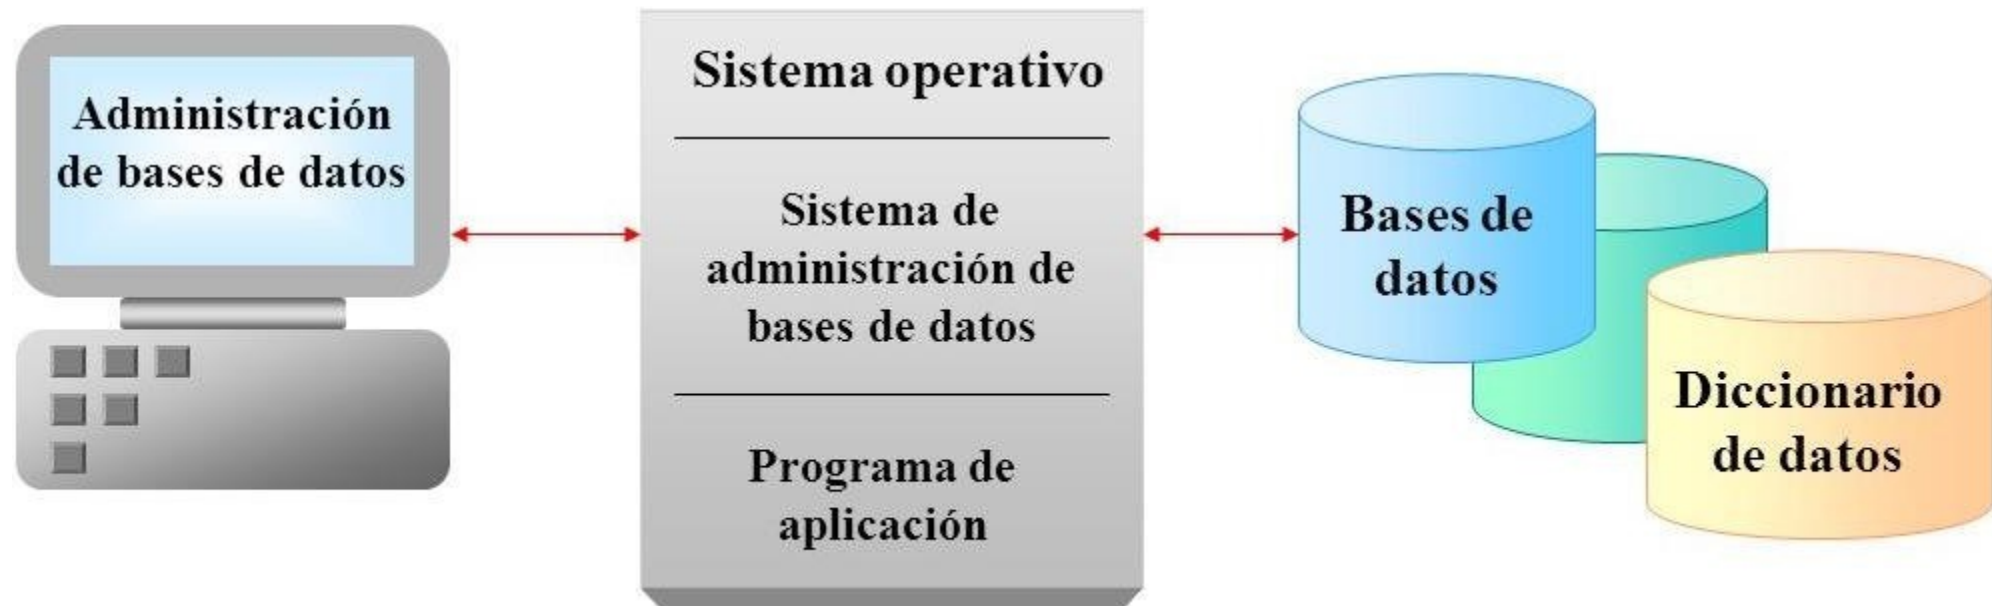 Administración
de bases de datos
Sistema operativo
Sistema de
administración de
bases de datos
Programa de
aplicación
Bases de
datos
Diccionario
de datos